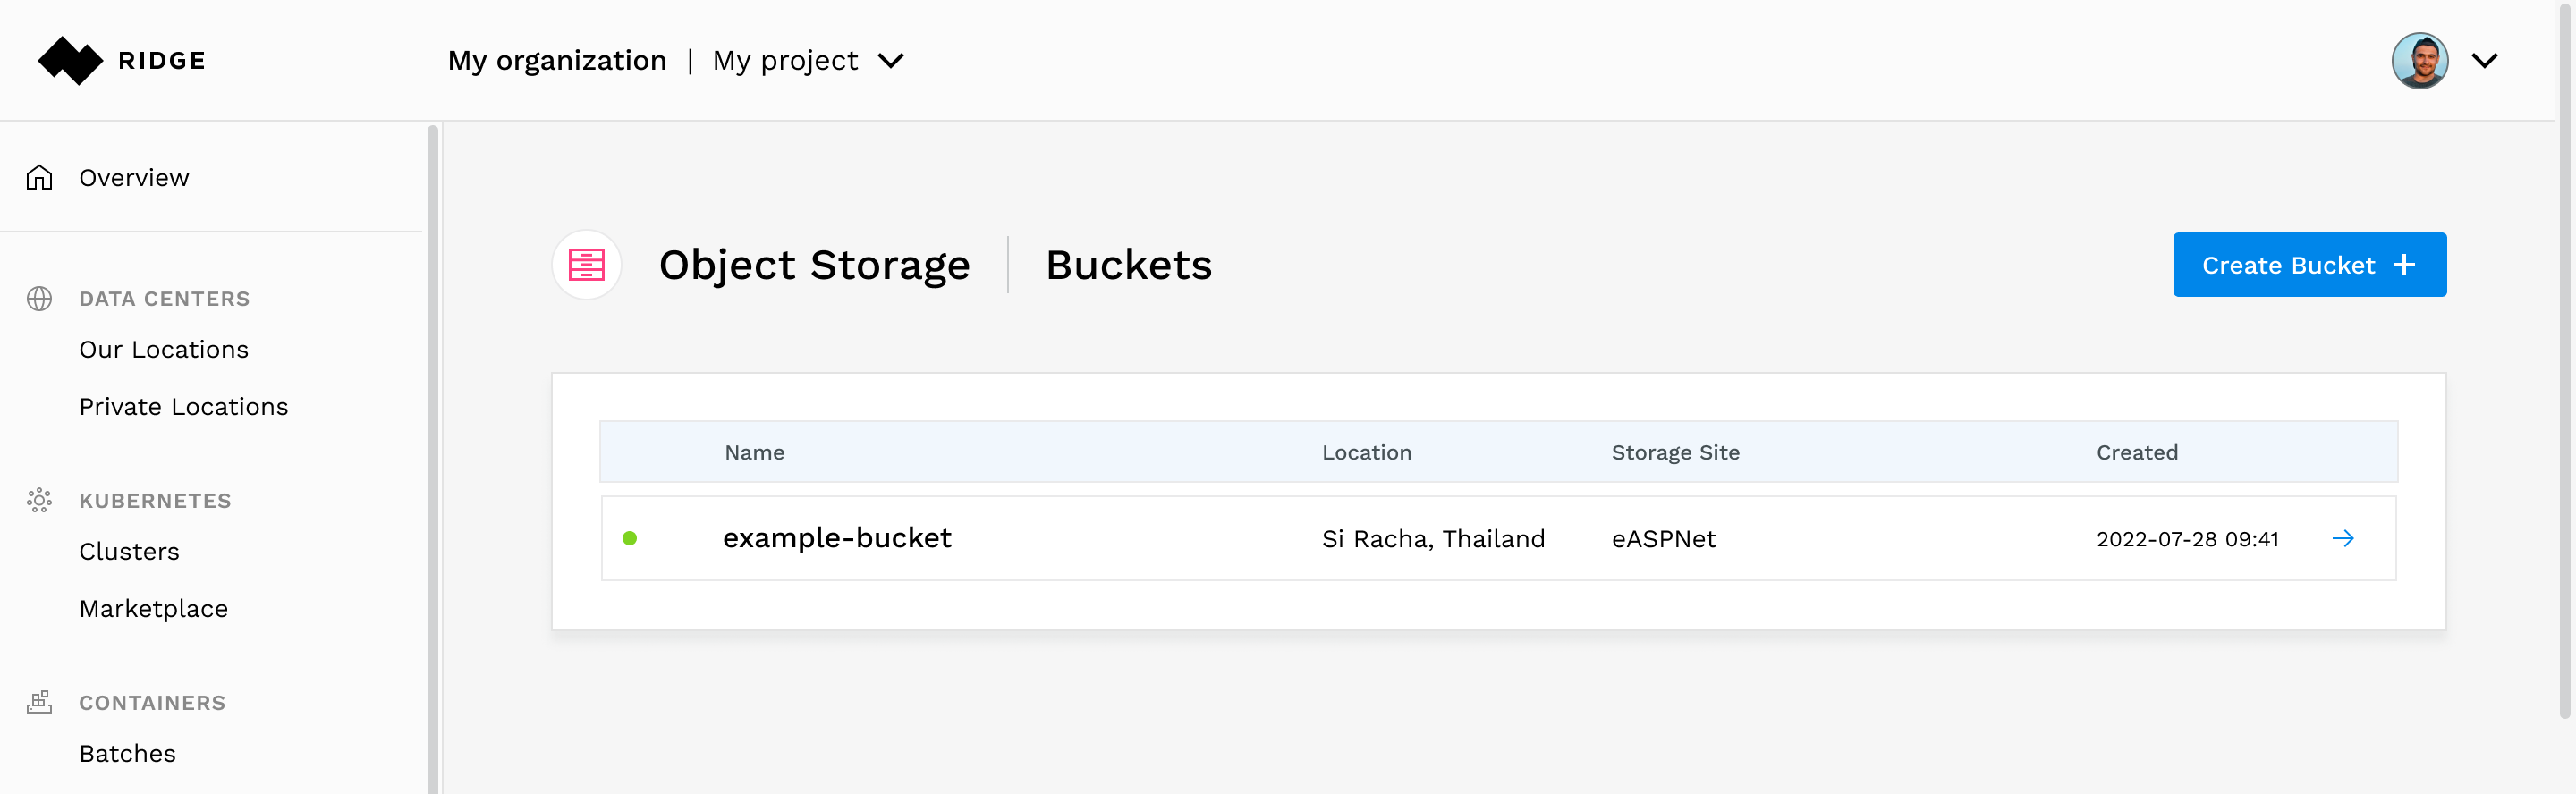 RIDGE
My organization | My project
Overview
DATA CENTERS
Our Locations
Private Locations
KUBERNETES
Clusters
Marketplace
CONTAINERS
Batches
Object Storage | Buckets
Create Bucket +
Name Location Storage Site Created
example-bucket Si Racha, Thailand eASPNet 2022-07-28 09:41